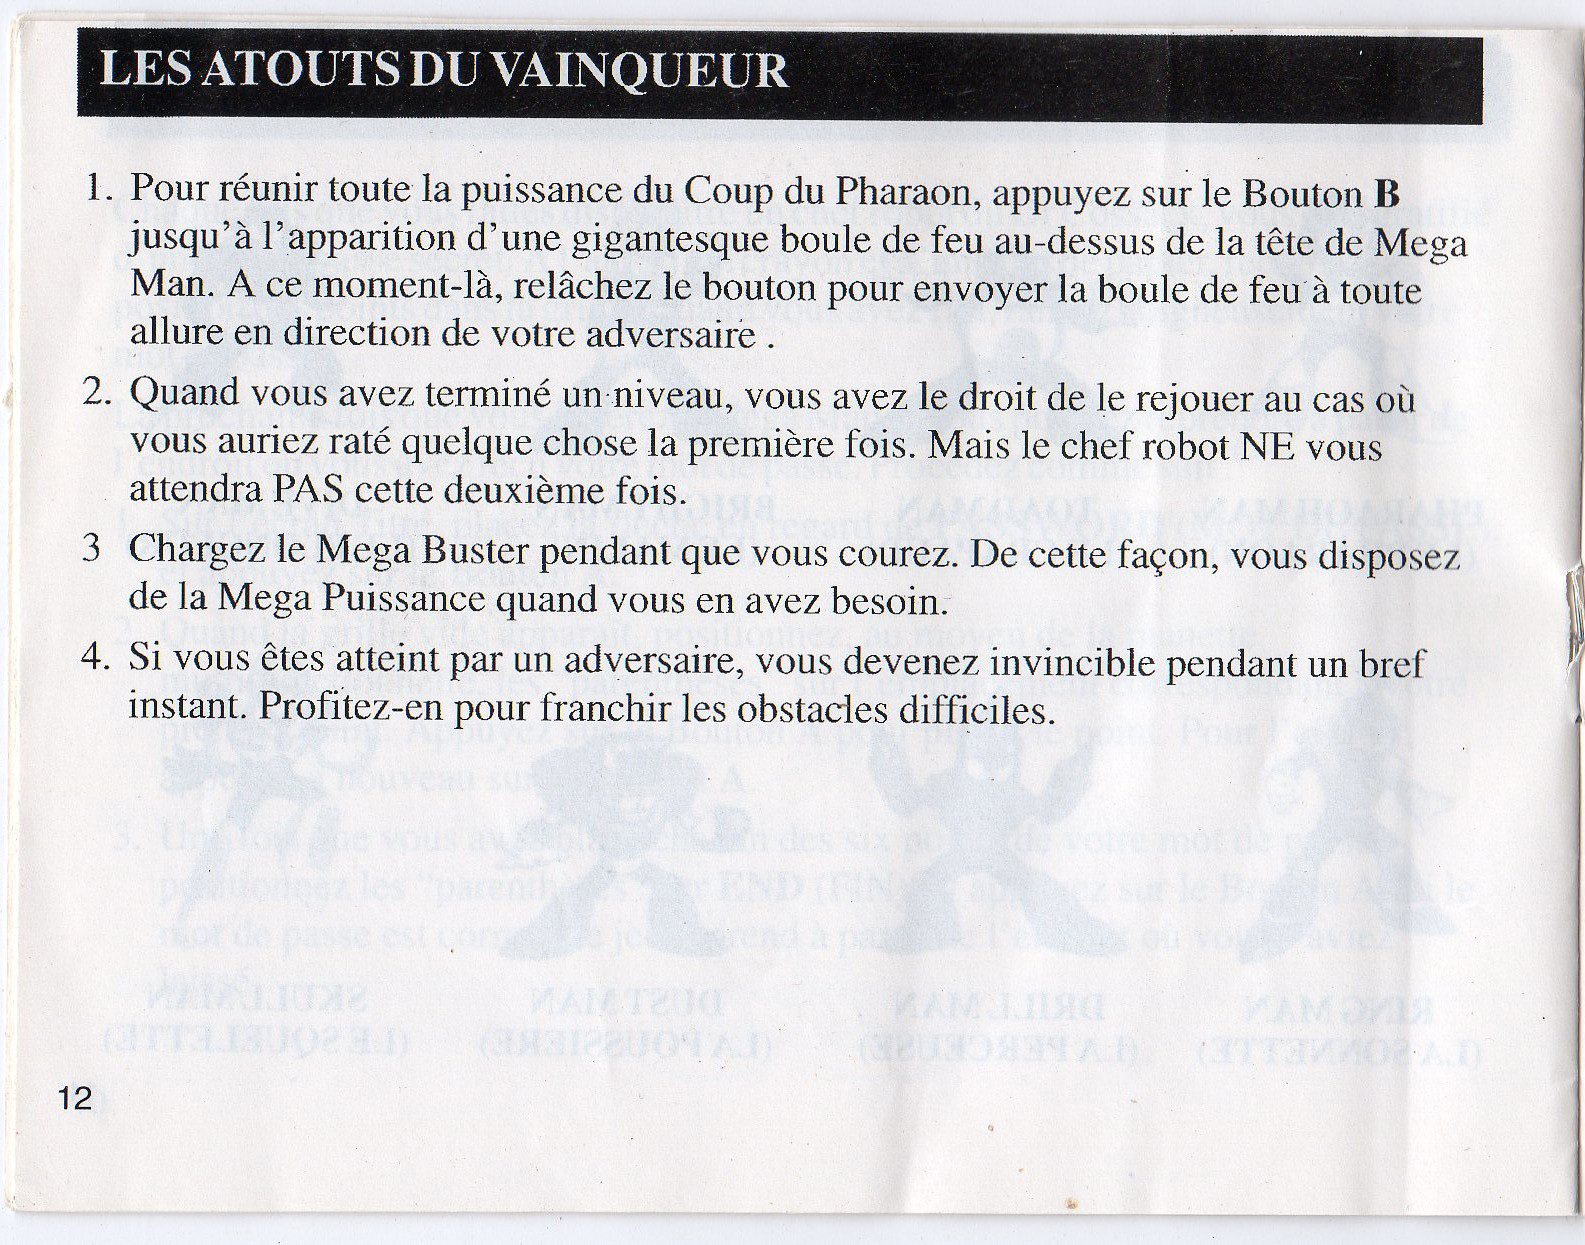 LES ATOUTS DU VAINQUEUR
1. Pour réunir toute la puissance du Coup du Pharaon, appuyez sur le Bouton B
jusqu'à l'apparition d'une gigantesque boule de feu au-dessus de la tête de Mega
Man. A ce moment-là, relâchez le bouton pour envoyer la boule de feu à toute
allure en direction de votre adversaire .
2. Quand vous avez terminé un niveau, vous avez le droit de le rejouer au cas où
vous auriez raté quelque chose la première fois. Mais le chef robot NE vous
attendra PAS cette deuxième fois.
3 Chargez le Mega Buster pendant que vous courez. De cette façon, vous disposez
de la Mega Puissance quand vous en avez besoin.
4. Si vous êtes atteint par un adversaire, vous devenez invincible pendant un bref
instant. Profitez-en pour franchir les obstacles difficiles.
12